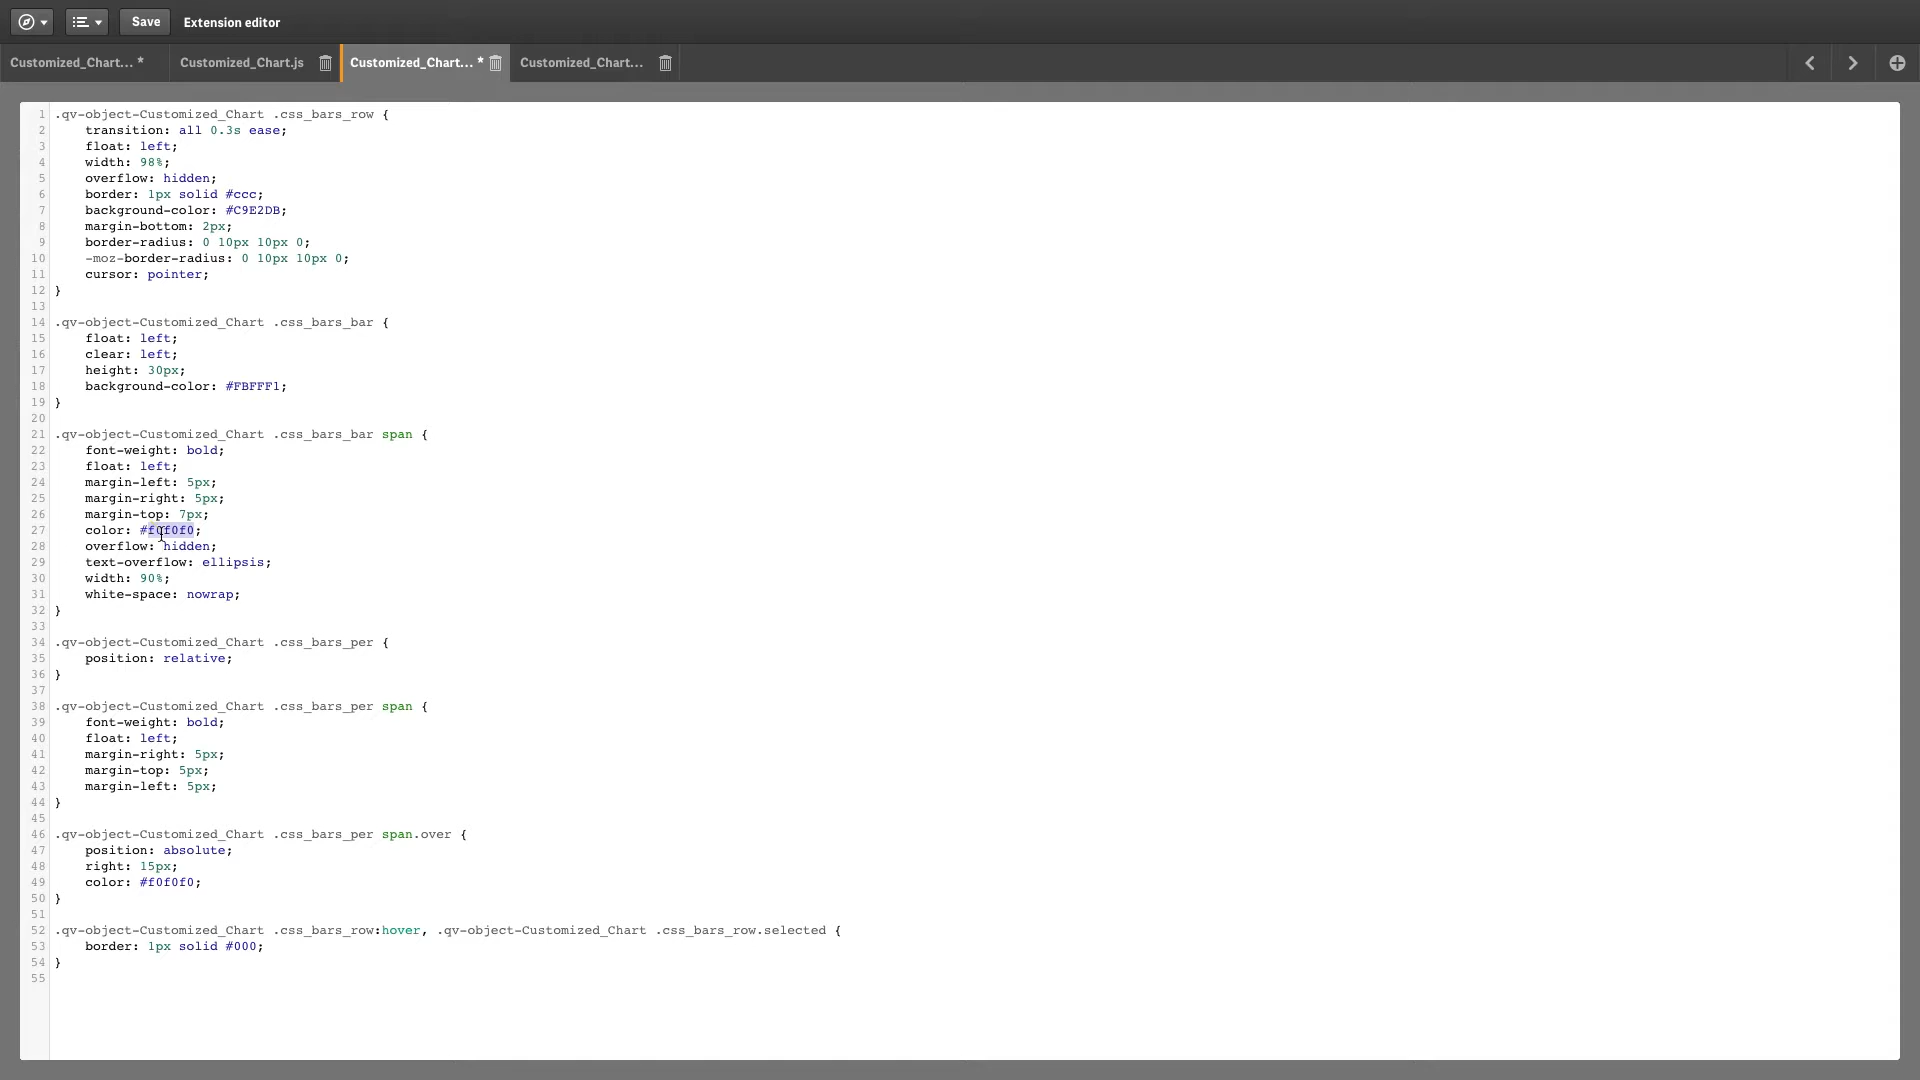 Save Extension editor
Customized_Chart... * Customized_Chart.js Customized_Chart... * Customized_Chart...
1 .qv-object-Customized_Chart .css_bars_row {
2 transition: all 0.3s ease;
3 float: left;
4 width: 98%;
5 overflow: hidden;
6 border: 1px solid #ccc;
7 background-color: #C9E2DB;
8 margin-bottom: 2px;
9 border-radius: 0 10px 10px 0;
10 -moz-border-radius: 0 10px 10px 0;
11 cursor: pointer;
12 }
13
14 .qv-object-Customized_Chart .css_bars_bar {
15 float: left;
16 clear: left;
17 height: 30px;
18 background-color: #FBFFF1;
19 }
20
21 .qv-object-Customized_Chart .css_bars_bar span {
22 font-weight: bold;
23 float: left;
24 margin-left: 5px;
25 margin-right: 5px;
26 margin-top: 7px;
27 color: #f0f0f0;
28 overflow: hidden;
29 text-overflow: ellipsis;
30 width: 90%;
31 white-space: nowrap;
32 }
33
34 .qv-object-Customized_Chart .css_bars_per {
35 position: relative;
36 }
37
38 .qv-object-Customized_Chart .css_bars_per span {
39 font-weight: bold;
40 float: left;
41 margin-right: 5px;
42 margin-top: 5px;
43 margin-left: 5px;
44 }
45
46 .qv-object-Customized_Chart .css_bars_per span.over {
47 position: absolute;
48 right: 15px;
49 color: #f0f0f0;
50 }
51
52 .qv-object-Customized_Chart .css_bars_row:hover, .qv-object-Customized_Chart .css_bars_row.selected {
53 border: 1px solid #000;
54 }
55